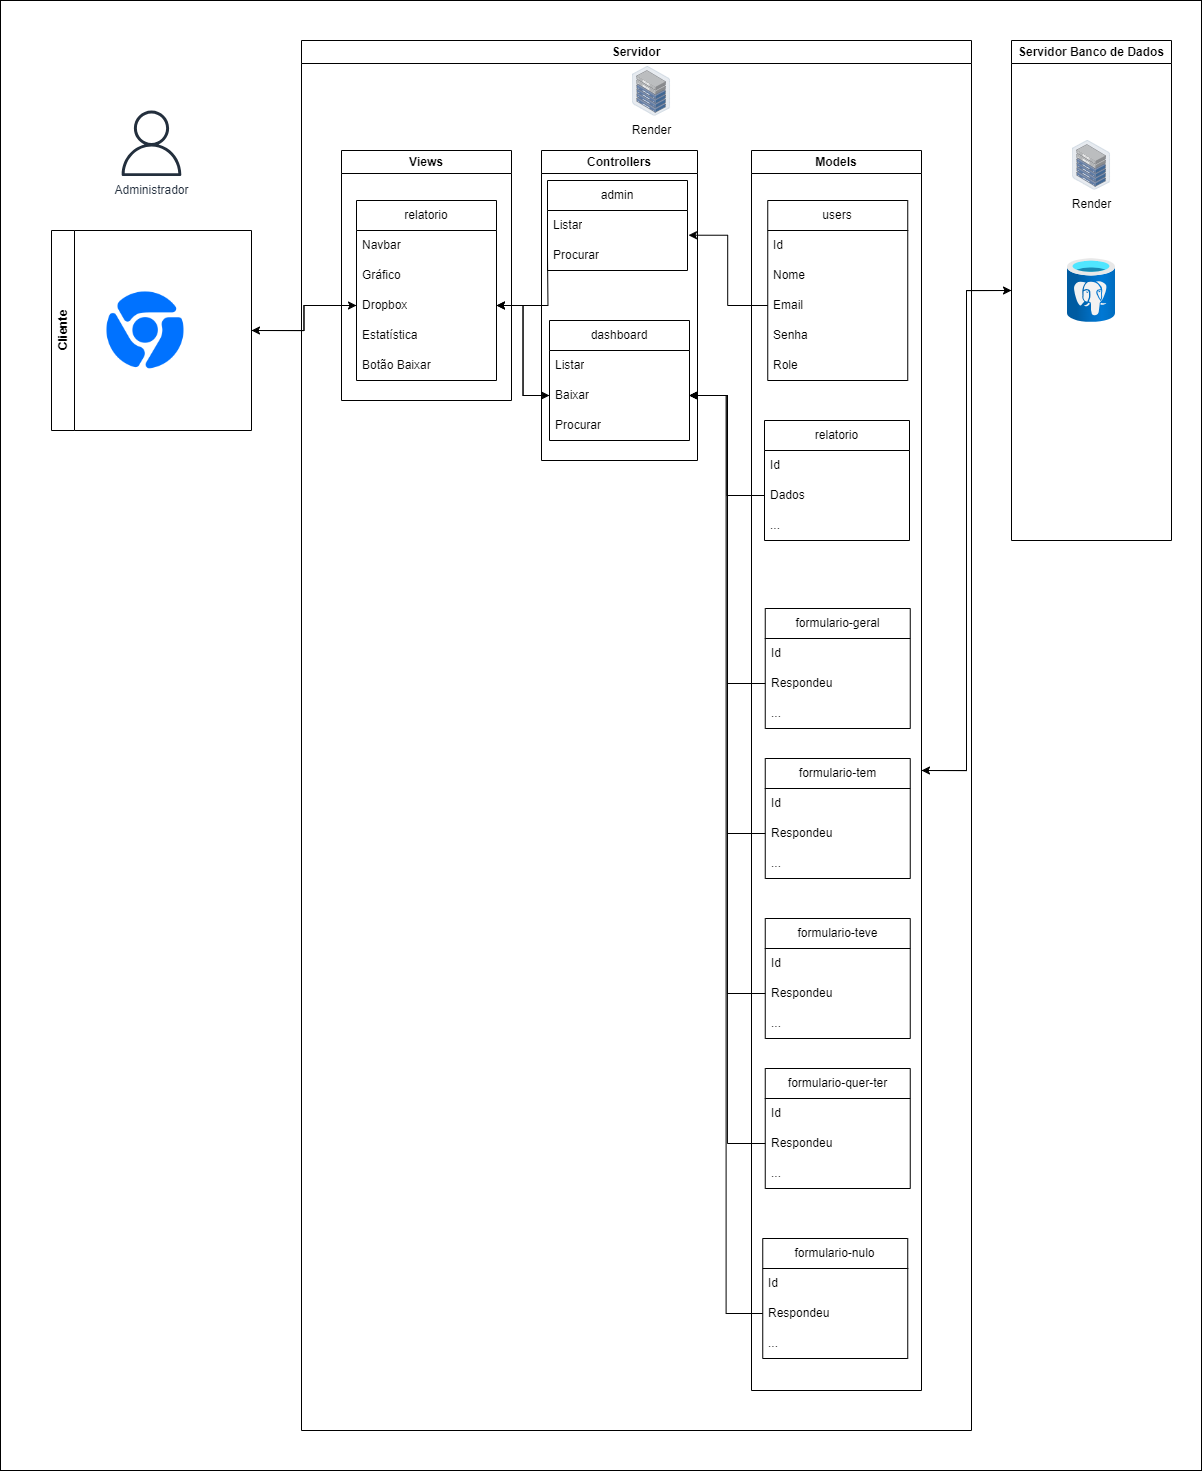 Administrador
Cliente
Servidor
Render
Views
relatorio
Navbar
Gráfico
Dropbox
Estatística
Botão Baixar
Controllers
admin
Listar
Procurar
dashboard
Listar
Baixar
Procurar
Models
users
Id
Nome
Email
Senha
Role
relatorio
Id
Dados
...
formulario-geral
Id
Respondeu
...
formulario-tem
Id
Respondeu
...
formulario-teve
Id
Respondeu
...
formulario-quer-ter
Id
Respondeu
...
formulario-nulo
Id
Respondeu
...
Servidor Banco de Dados
Render